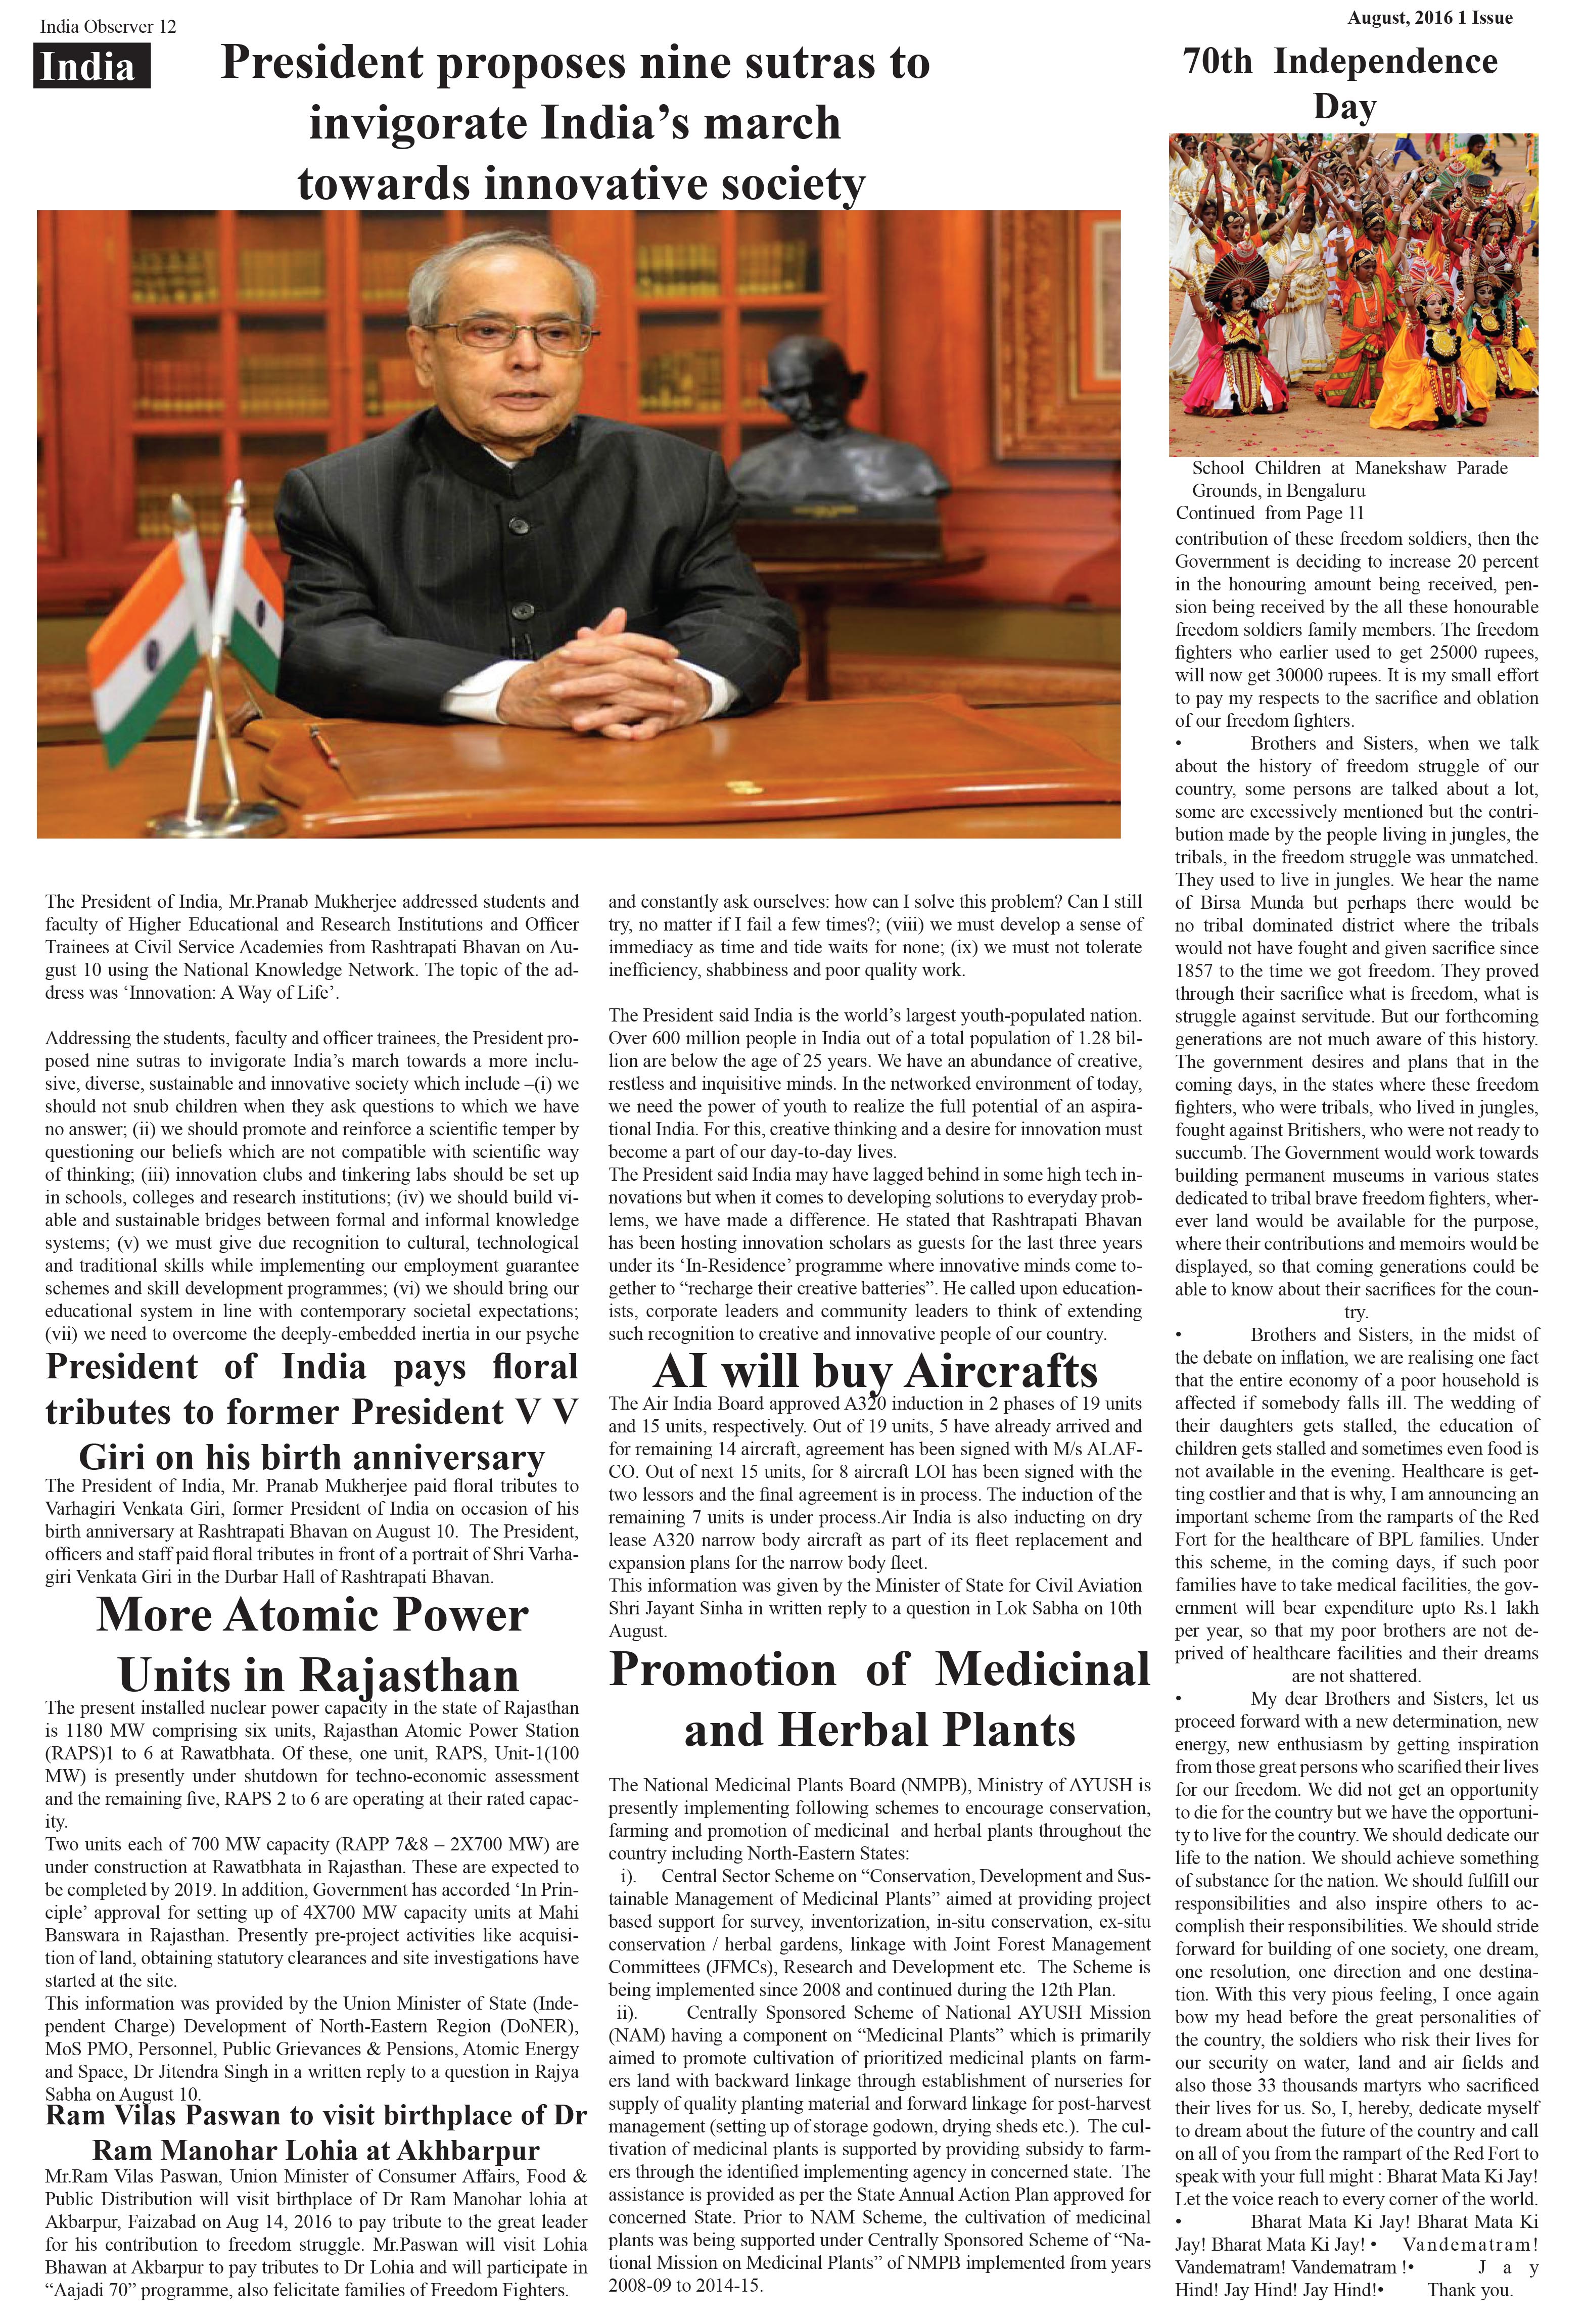 India Observer 12
August, 2016 1 Issue
India
President proposes nine sutras to
invigorate India’s march
towards innovative society
The President of India, Mr.Pranab Mukherjee addressed students and
faculty of Higher Educational and Research Institutions and Officer
Trainees at Civil Service Academies from Rashtrapati Bhavan on Au-
gust 10 using the National Knowledge Network. The topic of the ad-
dress was ‘Innovation: A Way of Life’.
Addressing the students, faculty and officer trainees, the President pro-
posed nine sutras to invigorate India’s march towards a more inclu-
sive, diverse, sustainable and innovative society which include –(i) we
should not snub children when they ask questions to which we have
no answer; (ii) we should promote and reinforce a scientific temper by
questioning our beliefs which are not compatible with scientific way
of thinking; (iii) innovation clubs and tinkering labs should be set up
in schools, colleges and research institutions; (iv) we should build vi-
able and sustainable bridges between formal and informal knowledge
systems; (v) we must give due recognition to cultural, technological
and traditional skills while implementing our employment guarantee
schemes and skill development programmes; (vi) we should bring our
educational system in line with contemporary societal expectations;
(vii) we need to overcome the deeply-embedded inertia in our psyche
and constantly ask ourselves: how can I solve this problem? Can I still
try, no matter if I fail a few times?; (viii) we must develop a sense of
immediacy as time and tide waits for none; (ix) we must not tolerate
inefficiency, shabbiness and poor quality work.
The President said India is the world’s largest youth-populated nation.
Over 600 million people in India out of a total population of 1.28 bil-
lion are below the age of 25 years. We have an abundance of creative,
restless and inquisitive minds. In the networked environment of today,
we need the power of youth to realize the full potential of an aspira-
tional India. For this, creative thinking and a desire for innovation must
become a part of our day-to-day lives.
The President said India may have lagged behind in some high tech in-
novations but when it comes to developing solutions to everyday prob-
lems, we have made a difference. He stated that Rashtrapati Bhavan
has been hosting innovation scholars as guests for the last three years
under its ‘In-Residence’ programme where innovative minds come to-
gether to “recharge their creative batteries”. He called upon education-
ists, corporate leaders and community leaders to think of extending
such recognition to creative and innovative people of our country.
President of India pays floral
tributes to former President V V
Giri on his birth anniversary
The President of India, Mr. Pranab Mukherjee paid floral tributes to
Varhagiri Venkata Giri, former President of India on occasion of his
birth anniversary at Rashtrapati Bhavan on August 10. The President,
officers and staff paid floral tributes in front of a portrait of Shri Varha-
giri Venkata Giri in the Durbar Hall of Rashtrapati Bhavan.
More Atomic Power
Units in Rajasthan
The present installed nuclear power capacity in the state of Rajasthan
is 1180 MW comprising six units, Rajasthan Atomic Power Station
(RAPS)1 to 6 at Rawatbhata. Of these, one unit, RAPS, Unit-1(100
MW) is presently under shutdown for techno-economic assessment
and the remaining five, RAPS 2 to 6 are operating at their rated capac-
ity.
Two units each of 700 MW capacity (RAPP 7&8 – 2X700 MW) are
under construction at Rawatbhata in Rajasthan. These are expected to
be completed by 2019. In addition, Government has accorded ‘In Prin-
ciple’ approval for setting up of 4X700 MW capacity units at Mahi
Banswara in Rajasthan. Presently pre-project activities like acquisi-
tion of land, obtaining statutory clearances and site investigations have
started at the site.
This information was provided by the Union Minister of State (Inde-
pendent Charge) Development of North-Eastern Region (DoNER),
MoS PMO, Personnel, Public Grievances & Pensions, Atomic Energy
and Space, Dr Jitendra Singh in a written reply to a question in Rajya
Sabha on August 10.
Ram Vilas Paswan to visit birthplace of Dr
Ram Manohar Lohia at Akhbarpur
Mr.Ram Vilas Paswan, Union Minister of Consumer Affairs, Food &
Public Distribution will visit birthplace of Dr Ram Manohar lohia at
Akbarpur, Faizabad on Aug 14, 2016 to pay tribute to the great leader
for his contribution to freedom struggle. Mr.Paswan will visit Lohia
Bhawan at Akbarpur to pay tributes to Dr Lohia and will participate in
“Aajadi 70” programme, also felicitate families of Freedom Fighters.
AI will buy Aircrafts
The Air India Board approved A320 induction in 2 phases of 19 units
and 15 units, respectively. Out of 19 units, 5 have already arrived and
for remaining 14 aircraft, agreement has been signed with M/s ALAF-
CO. Out of next 15 units, for 8 aircraft LOI has been signed with the
two lessors and the final agreement is in process. The induction of the
remaining 7 units is under process.Air India is also inducting on dry
lease A320 narrow body aircraft as part of its fleet replacement and
expansion plans for the narrow body fleet.
This information was given by the Minister of State for Civil Aviation
Shri Jayant Sinha in written reply to a question in Lok Sabha on 10th
August.
Promotion of Medicinal
and Herbal Plants
The National Medicinal Plants Board (NMPB), Ministry of AYUSH is
presently implementing following schemes to encourage conservation,
farming and promotion of medicinal and herbal plants throughout the
country including North-Eastern States:
i). Central Sector Scheme on “Conservation, Development and Sus-
tainable Management of Medicinal Plants” aimed at providing project
based support for survey, inventorization, in-situ conservation, ex-situ
conservation / herbal gardens, linkage with Joint Forest Management
Committees (JFMCs), Research and Development etc. The Scheme is
being implemented since 2008 and continued during the 12th Plan.
ii). Centrally Sponsored Scheme of National AYUSH Mission
(NAM) having a component on “Medicinal Plants” which is primarily
aimed to promote cultivation of prioritized medicinal plants on farm-
ers land with backward linkage through establishment of nurseries for
supply of quality planting material and forward linkage for post-harvest
management (setting up of storage godown, drying sheds etc.). The cul-
tivation of medicinal plants is supported by providing subsidy to farm-
ers through the identified implementing agency in concerned state. The
assistance is provided as per the State Annual Action Plan approved for
concerned State. Prior to NAM Scheme, the cultivation of medicinal
plants was being supported under Centrally Sponsored Scheme of “Na-
tional Mission on Medicinal Plants” of NMPB implemented from years
2008-09 to 2014-15.
70th Independence
Day
School Children at Manekshaw Parade
Grounds, in Bengaluru
Continued from Page 11
contribution of these freedom soldiers, then the
Government is deciding to increase 20 percent
in the honouring amount being received, pen-
sion being received by the all these honourable
freedom soldiers family members. The freedom
fighters who earlier used to get 25000 rupees,
will now get 30000 rupees. It is my small effort
to pay my respects to the sacrifice and oblation
of our freedom fighters.
• Brothers and Sisters, when we talk
about the history of freedom struggle of our
country, some persons are talked about a lot,
some are excessively mentioned but the contri-
bution made by the people living in jungles, the
tribals, in the freedom struggle was unmatched.
They used to live in jungles. We hear the name
of Birsa Munda but perhaps there would be
no tribal dominated district where the tribals
would not have fought and given sacrifice since
1857 to the time we got freedom. They proved
through their sacrifice what is freedom, what is
struggle against servitude. But our forthcoming
generations are not much aware of this history.
The government desires and plans that in the
coming days, in the states where these freedom
fighters, who were tribals, who lived in jungles,
fought against Britishers, who were not ready to
succumb. The Government would work towards
building permanent museums in various states
dedicated to tribal brave freedom fighters, wher-
ever land would be available for the purpose,
where their contributions and memoirs would be
displayed, so that coming generations could be
able to know about their sacrifices for the coun-
try.
• Brothers and Sisters, in the midst of
the debate on inflation, we are realising one fact
that the entire economy of a poor household is
affected if somebody falls ill. The wedding of
their daughters gets stalled, the education of
children gets stalled and sometimes even food is
not available in the evening. Healthcare is get-
ting costlier and that is why, I am announcing an
important scheme from the ramparts of the Red
Fort for the healthcare of BPL families. Under
this scheme, in the coming days, if such poor
families have to take medical facilities, the gov-
ernment will bear expenditure upto Rs.1 lakh
per year, so that my poor brothers are not de-
prived of healthcare facilities and their dreams
are not shattered.
• My dear Brothers and Sisters, let us
proceed forward with a new determination, new
energy, new enthusiasm by getting inspiration
from those great persons who scarified their lives
for our freedom. We did not get an opportunity
to die for the country but we have the opportuni-
ty to live for the country. We should dedicate our
life to the nation. We should achieve something
of substance for the nation. We should fulfill our
responsibilities and also inspire others to ac-
complish their responsibilities. We should stride
forward for building of one society, one dream,
one resolution, one direction and one destina-
tion. With this very pious feeling, I once again
bow my head before the great personalities of
the country, the soldiers who risk their lives for
our security on water, land and air fields and
also those 33 thousands martyrs who sacrificed
their lives for us. So, I, hereby, dedicate myself
to dream about the future of the country and call
on all of you from the rampart of the Red Fort to
speak with your full might : Bharat Mata Ki Jay!
Let the voice reach to every corner of the world.
• Bharat Mata Ki Jay! Bharat Mata Ki
Jay! Bharat Mata Ki Jay! • Vandematram!
Vandematram! Vandematram !• Jay
Hind! Jay Hind! Jay Hind!• Thank you.